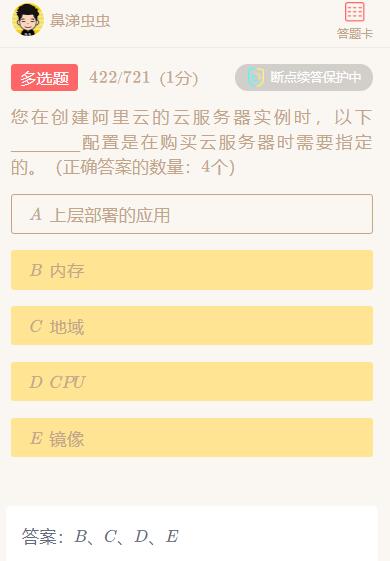 鼻涕虫虫
答题卡
多选题 422/721 (1分) 断点续答保护中
您在创建阿里云的云服务器实例时，以下
________配置是在购买云服务器时需要指定
的。（正确答案的数量：4个）
A 上层部署的应用
B 内存
C 地域
D CPU
E 镜像
答案：B、C、D、E